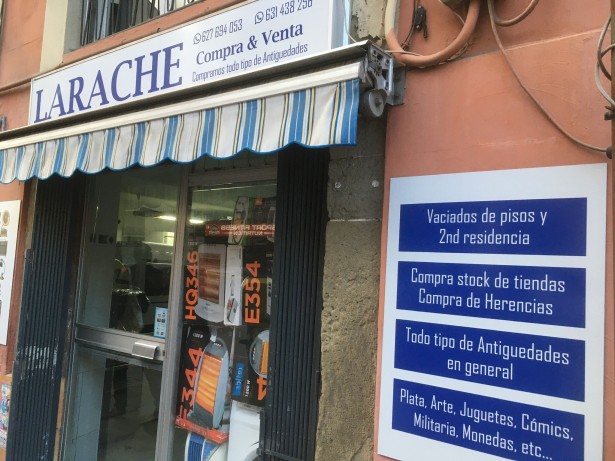 LARACHE
627 694 053
631 438 256
Compra & Venta
Compramos todo tipo de Antiguedades
Vaciados de pisos y
2nd residencia
Compra stock de tiendas
Compra de Herencias
Todo tipo de Antiguedades
en general
Plata, Arte, Juguetes, Cómics,
Militaria, Monedas, etc...
HQ346
E354
E344